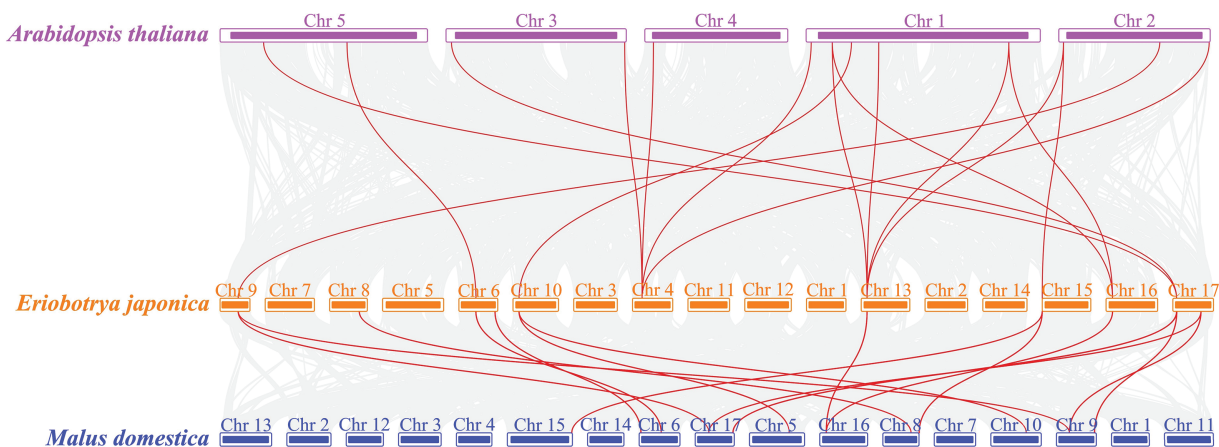 Arabidopsis thaliana Chr 5 Chr 3 Chr 4 Chr 1 Chr 2
Eriobotrya japonica Chr 9 Chr 7 Chr 8 Chr 5 Chr 6 Chr 10 Chr 3 Chr 4 Chr 11 Chr 12 Chr 1 Chr 13 Chr 2 Chr 14 Chr 15 Chr 16 Chr 17
Malus domestica Chr 13 Chr 2 Chr 12 Chr 3 Chr 4 Chr 15 Chr 14 Chr 6 Chr 17 Chr 5 Chr 16 Chr 8 Chr 7 Chr 10 Chr 9 Chr 1 Chr 11